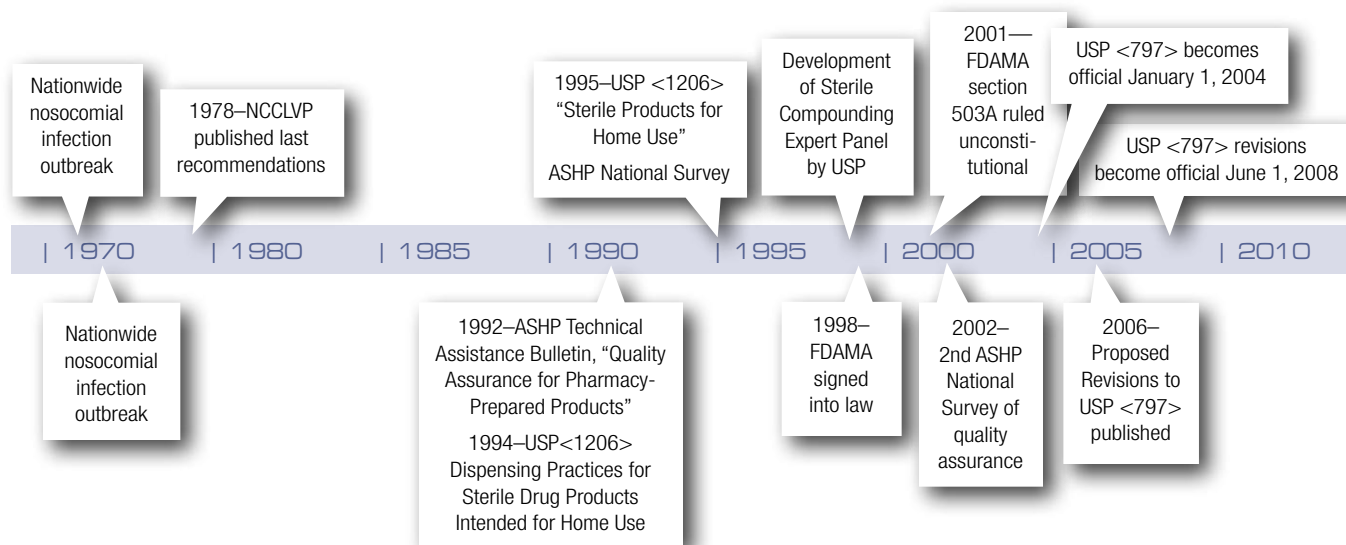 Nationwide
nosocomial
infection
outbreak
1978–NCCLVP
published last
recommendations
1995–USP <1206>
“Sterile Products for
Home Use”
ASHP National Survey
Development
of Sterile
Compounding
Expert Panel
by USP
2001—
FDAMA
section
503A ruled
unconsti-
tutional
USP <797> becomes
official January 1, 2004
USP <797> revisions
become official June 1, 2008
| 1970 | 1980 | 1985 | 1990 | 1995 | 2000 | 2005 | 2010
Nationwide
nosocomial
infection
outbreak
1992–ASHP Technical
Assistance Bulletin, “Quality
Assurance for Pharmacy-
Prepared Products”
1994–USP<1206>
Dispensing Practices for
Sterile Drug Products
Intended for Home Use
1998–
FDAMA
signed
into law
2002–
2nd ASHP
National
Survey of
quality
assurance
2006–
Proposed
Revisions to
USP <797>
published